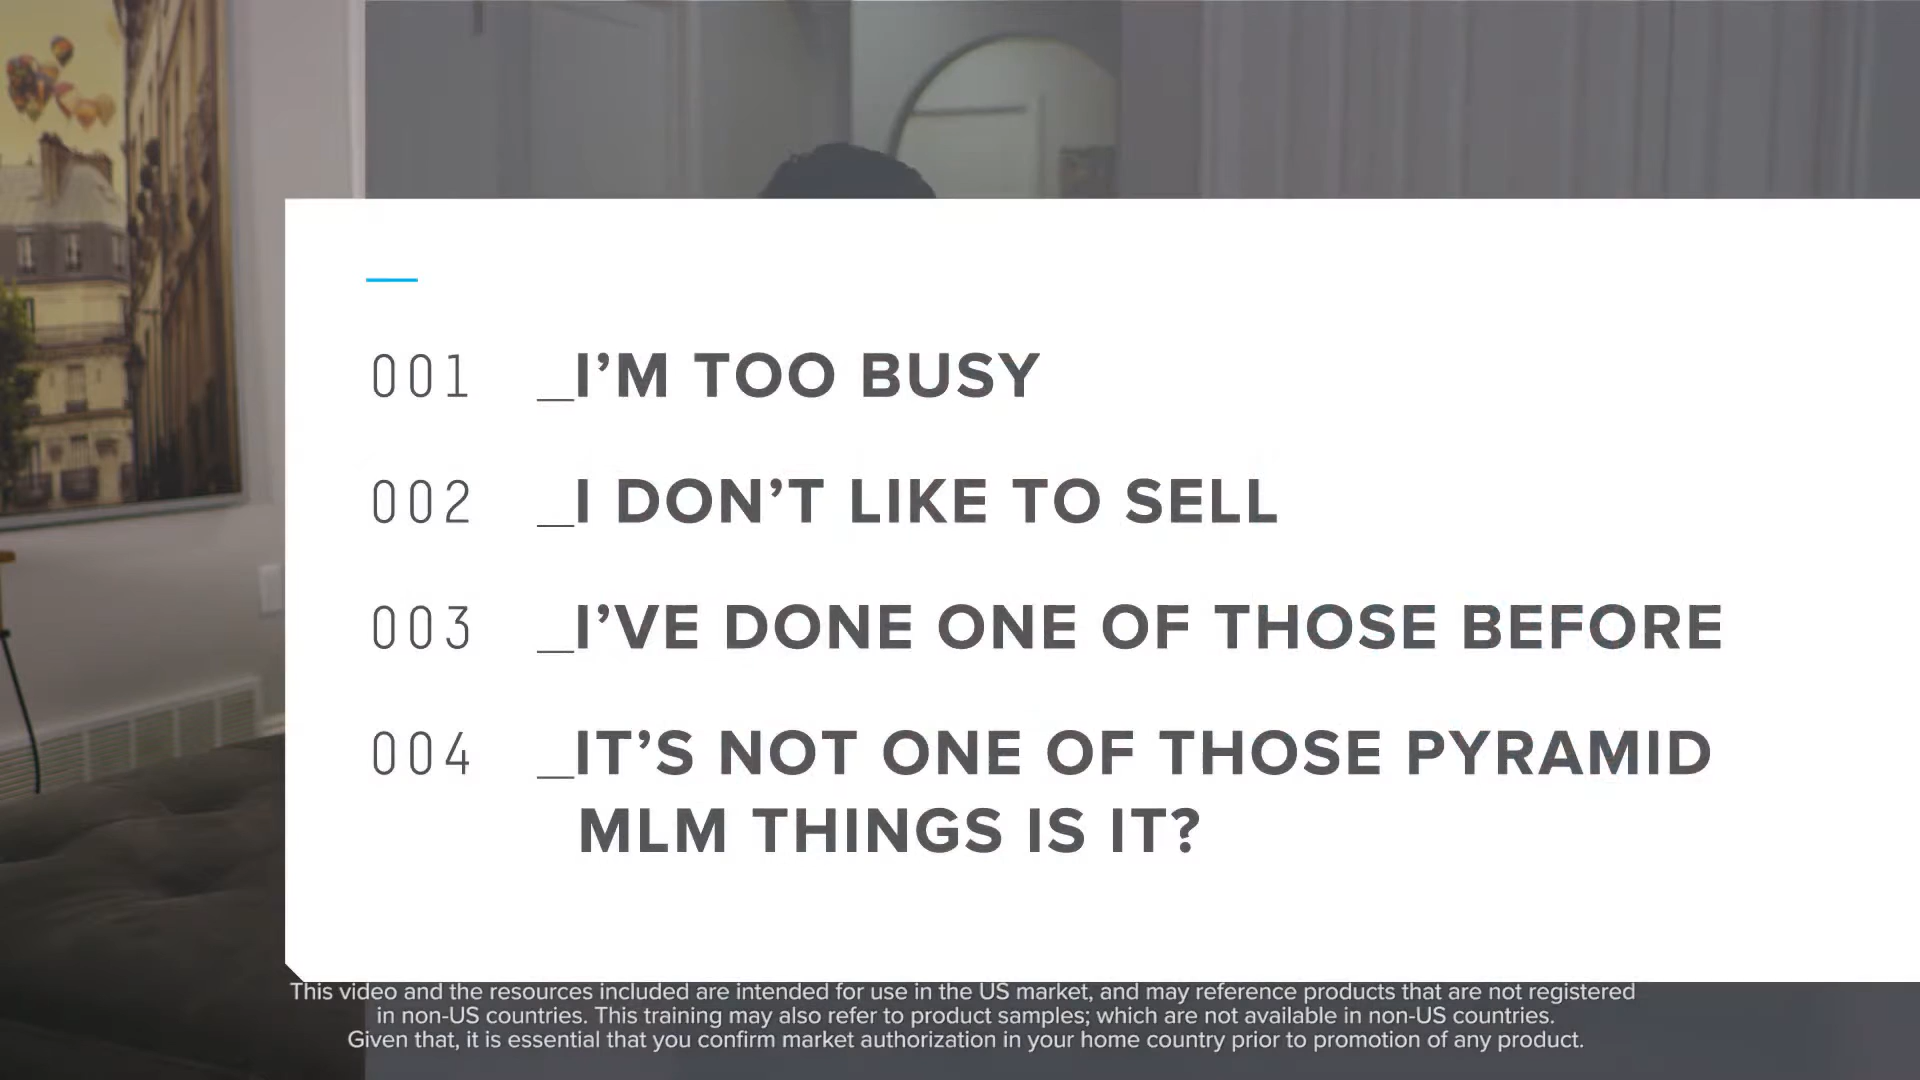 001 _I’M TOO BUSY
002 _I DON’T LIKE TO SELL
003 _I’VE DONE ONE OF THOSE BEFORE
004 _IT’S NOT ONE OF THOSE PYRAMID
MLM THINGS IS IT?
This video and the resources included are intended for use in the US market, and may reference products that are not registered
in non-US countries. This training may also refer to product samples; which are not available in non-US countries.
Given that, it is essential that you confirm market authorization in your home country prior to promotion of any product.